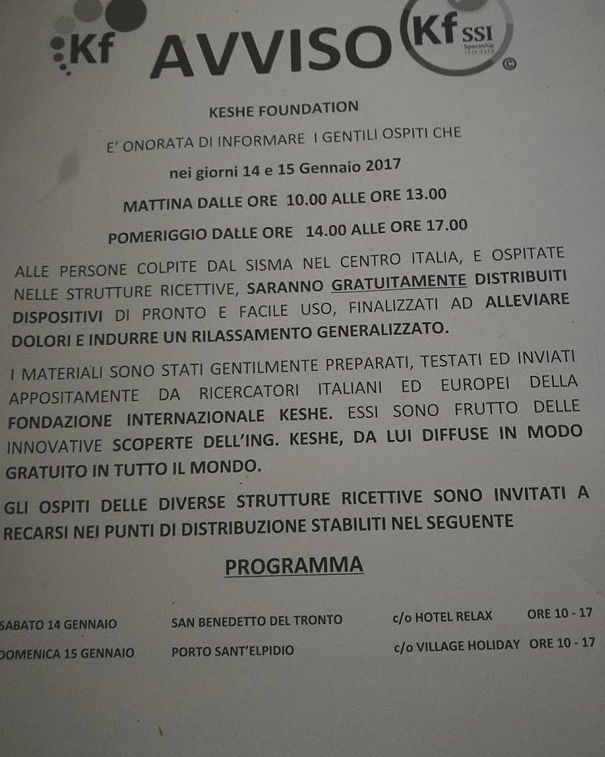 Kf AVVISO Kf SSI
Spaceship
Institute
©
KESHE FOUNDATION
E' ONORATA DI INFORMARE I GENTILI OSPITI CHE
nei giorni 14 e 15 Gennaio 2017
MATTINA DALLE ORE 10.00 ALLE ORE 13.00
POMERIGGIO DALLE ORE 14.00 ALLE ORE 17.00
ALLE PERSONE COLPITE DAL SISMA NEL CENTRO ITALIA, E OSPITATE
NELLE STRUTTURE RICETTIVE, SARANNO GRATUITAMENTE DISTRIBUITI
DISPOSITIVI DI PRONTO E FACILE USO, FINALIZZATI AD ALLEVIARE
DOLORI E INDURRE UN RILASSAMENTO GENERALIZZATO.
I MATERIALI SONO STATI GENTILMENTE PREPARATI, TESTATI ED INVIATI
APPOSITAMENTE DA RICERCATORI ITALIANI ED EUROPEI DELLA
FONDAZIONE INTERNAZIONALE KESHE. ESSI SONO FRUTTO DELLE
INNOVATIVE SCOPERTE DELL'ING. KESHE, DA LUI DIFFUSE IN MODO
GRATUITO IN TUTTO IL MONDO.
GLI OSPITI DELLE DIVERSE STRUTTURE RICETTIVE SONO INVITATI A
RECARSI NEI PUNTI DI DISTRIBUZIONE STABILITI NEL SEGUENTE
PROGRAMMA
SABATO 14 GENNAIO SAN BENEDETTO DEL TRONTO c/o HOTEL RELAX ORE 10 - 17
DOMENICA 15 GENNAIO PORTO SANT'ELPIDIO c/o VILLAGE HOLIDAY ORE 10 - 17